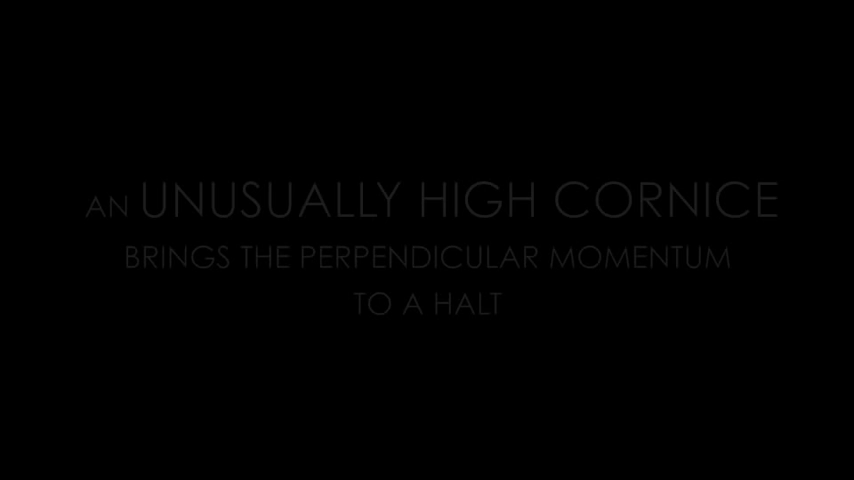 AN UNUSUALLY HIGH CORNICE
BRINGS THE PERPENDICULAR MOMENTUM
TO A HALT